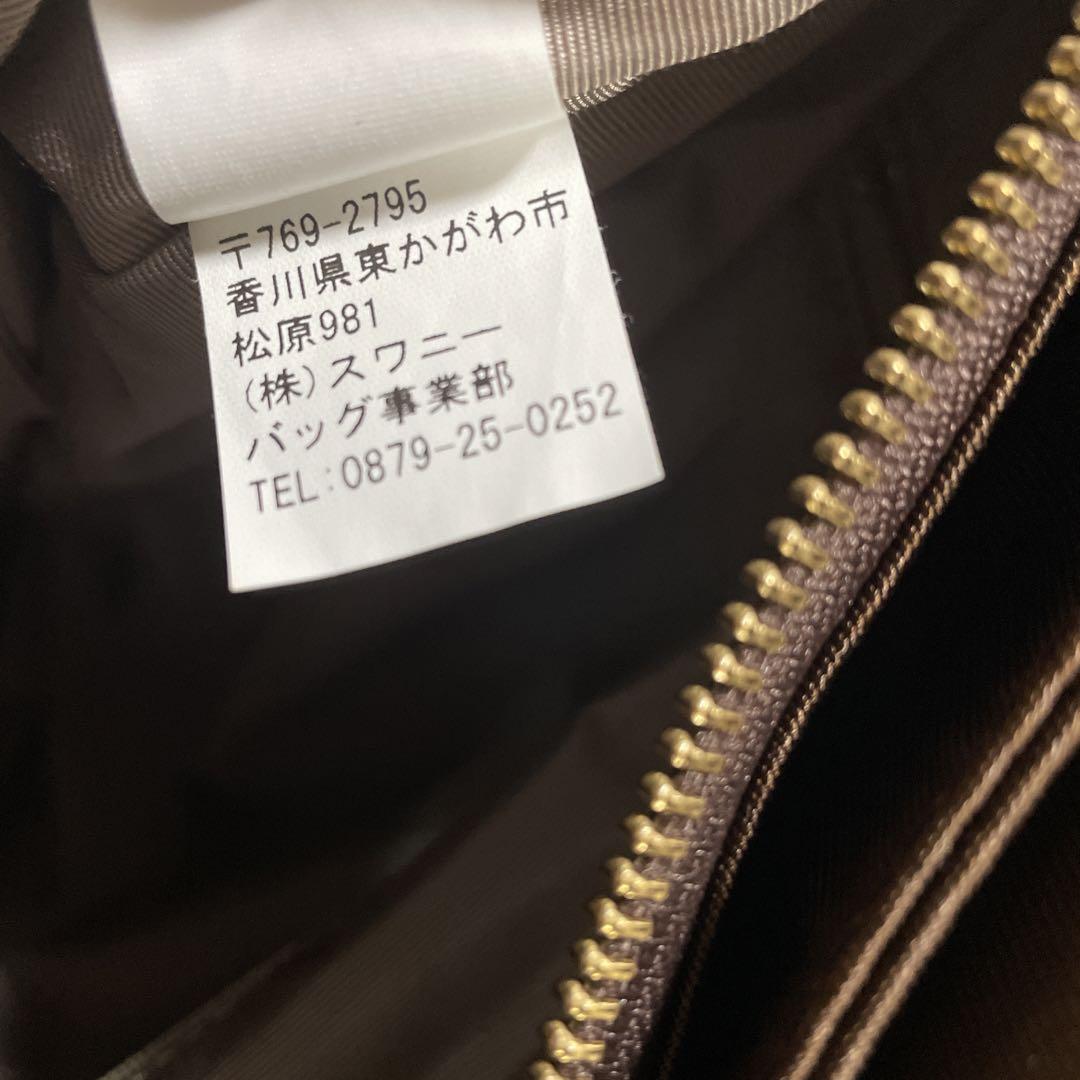 〒769-2795
香川県東かがわ市
松原981
(株)スワニー
バッグ事業部
TEL:0879-25-0252